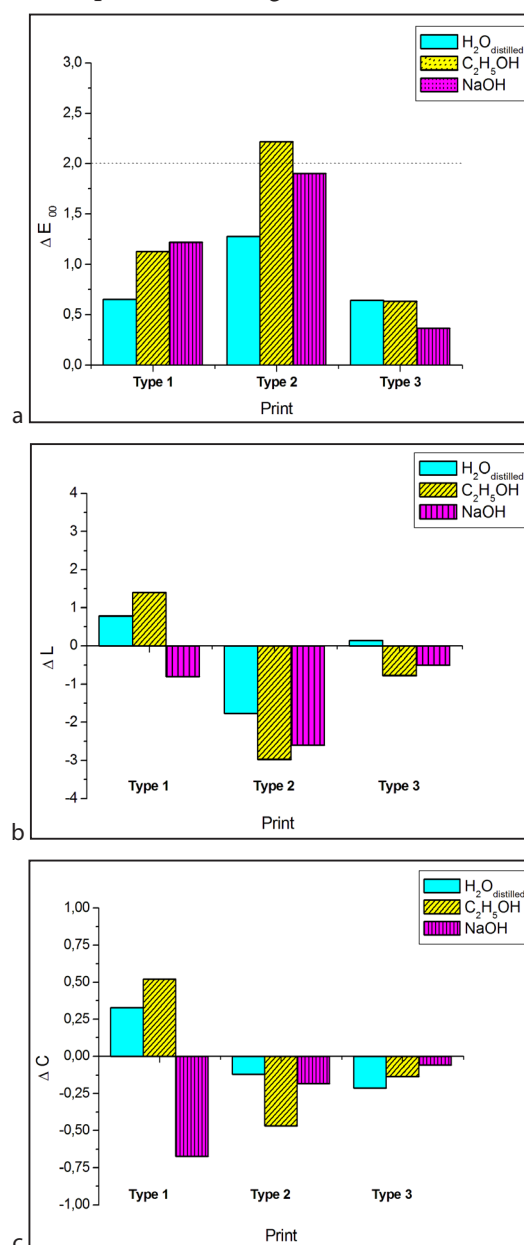 H2Odistilled
C2H5OH
NaOH
3,0
2,5
2,0
1,5
1,0
0,5
0,0
Δ E00
Type 1 Type 2 Type 3
Print
a
H2Odistilled
C2H5OH
NaOH
4
3
2
1
0
-1
-2
-3
-4
Δ L
Type 1 Type 2 Type 3
Print
b
H2Odistilled
C2H5OH
NaOH
1,00
0,75
0,50
0,25
0,00
-0,25
-0,50
-0,75
-1,00
Δ C
Type 1 Type 2 Type 3
Print
c